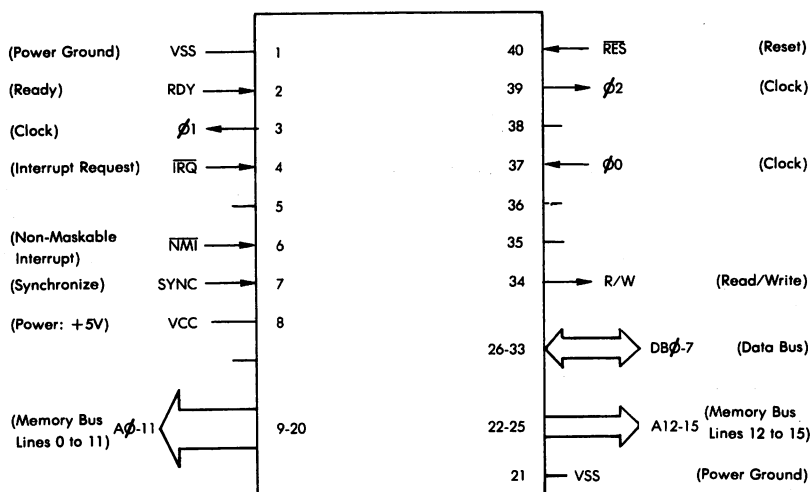 (Power Ground) VSS 1
(Ready) RDY 2
(Clock) ϕ1 3
(Interrupt Request) I̅R̅Q̅ 4
5
(Non-Maskable
Interrupt) N̅M̅I̅ 6
(Synchronize) SYNC 7
(Power: +5V) VCC 8
(Memory Bus
Lines 0 to 11) Aϕ-11 9-20
40 R̅E̅S̅ (Reset)
39 ϕ2 (Clock)
38
37 ϕ0 (Clock)
36
35
34 R/W (Read/Write)
26-33 DBϕ-7 (Data Bus)
22-25 A12-15 (Memory Bus
Lines 12 to 15)
21 VSS (Power Ground)